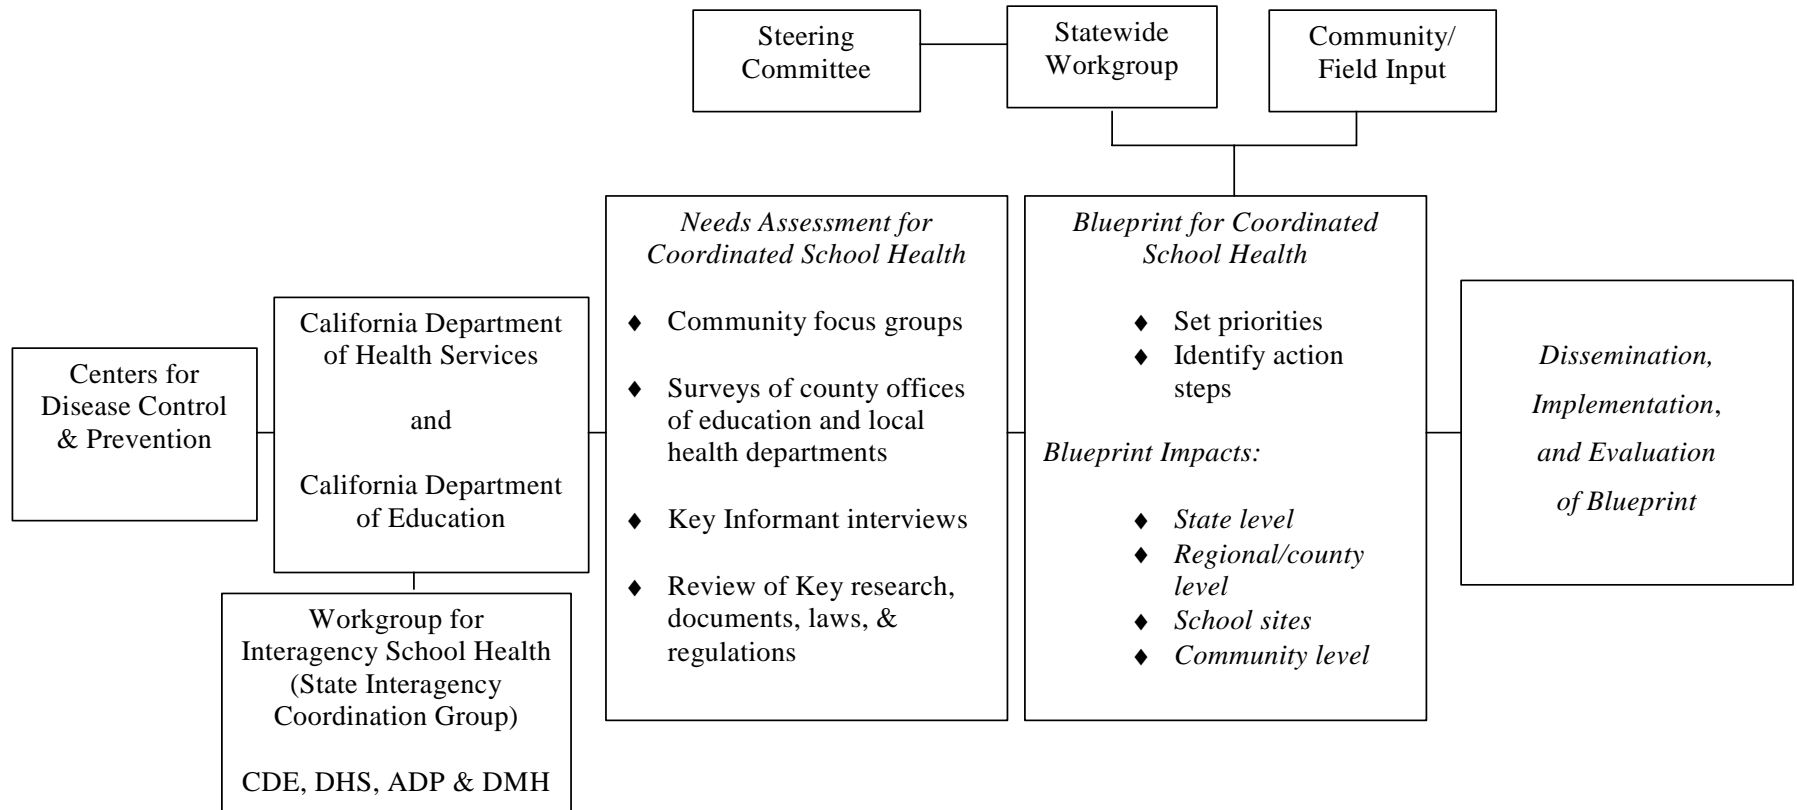 Steering
Committee
Statewide
Workgroup
Community/
Field Input
Centers for
Disease Control
& Prevention
California Department
of Health Services
and
California Department
of Education
Workgroup for
Interagency School Health
(State Interagency
Coordination Group)
CDE, DHS, ADP & DMH
Needs Assessment for
Coordinated School Health
♦ Community focus groups
♦ Surveys of county offices
of education and local
health departments
♦ Key Informant interviews
♦ Review of Key research,
documents, laws, &
regulations
Blueprint for Coordinated
School Health
♦ Set priorities
♦ Identify action
steps
Blueprint Impacts:
♦ State level
♦ Regional/county
level
♦ School sites
♦ Community level
Dissemination,
Implementation,
and Evaluation
of Blueprint